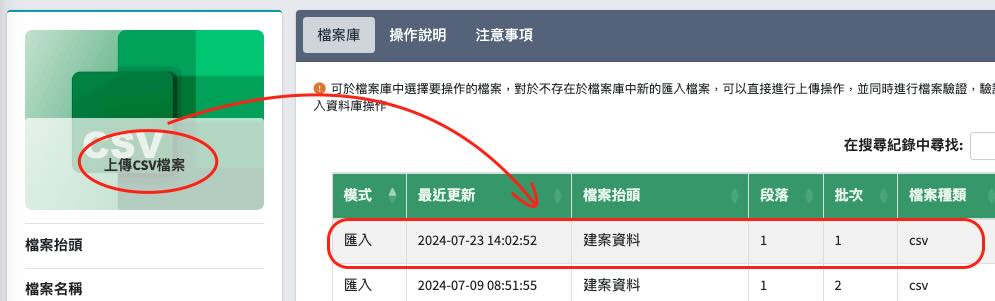 csv
上傳CSV檔案
檔案抬頭
檔案名稱
檔案庫 操作說明 注意事項
可於檔案庫中選擇要操作的檔案，對於不存在於檔案庫中新的匯入檔案，可以直接進行上傳操作，並同時進行檔案驗證，驗
入資料庫操作
在搜尋紀錄中尋找:
模式 最近更新 檔案抬頭 段落 批次 檔案種類
匯入 2024-07-23 14:02:52 建案資料 1 1 csv
匯入 2024-07-09 08:51:55 建案資料 1 2 csv